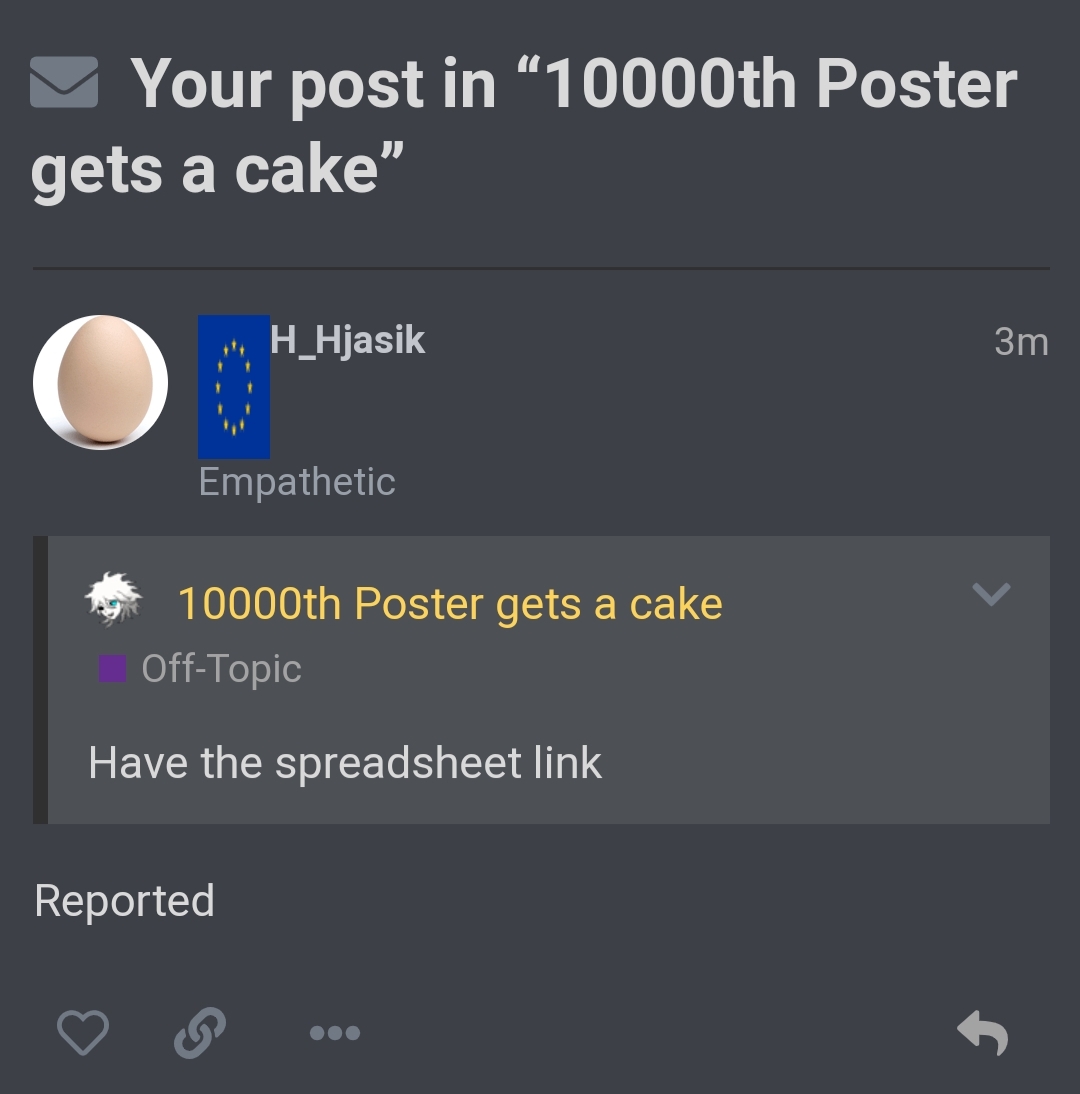 Your post in “10000th Poster
gets a cake”
H_Hjasik
3m
Empathetic
10000th Poster gets a cake
Off-Topic
Have the spreadsheet link
Reported